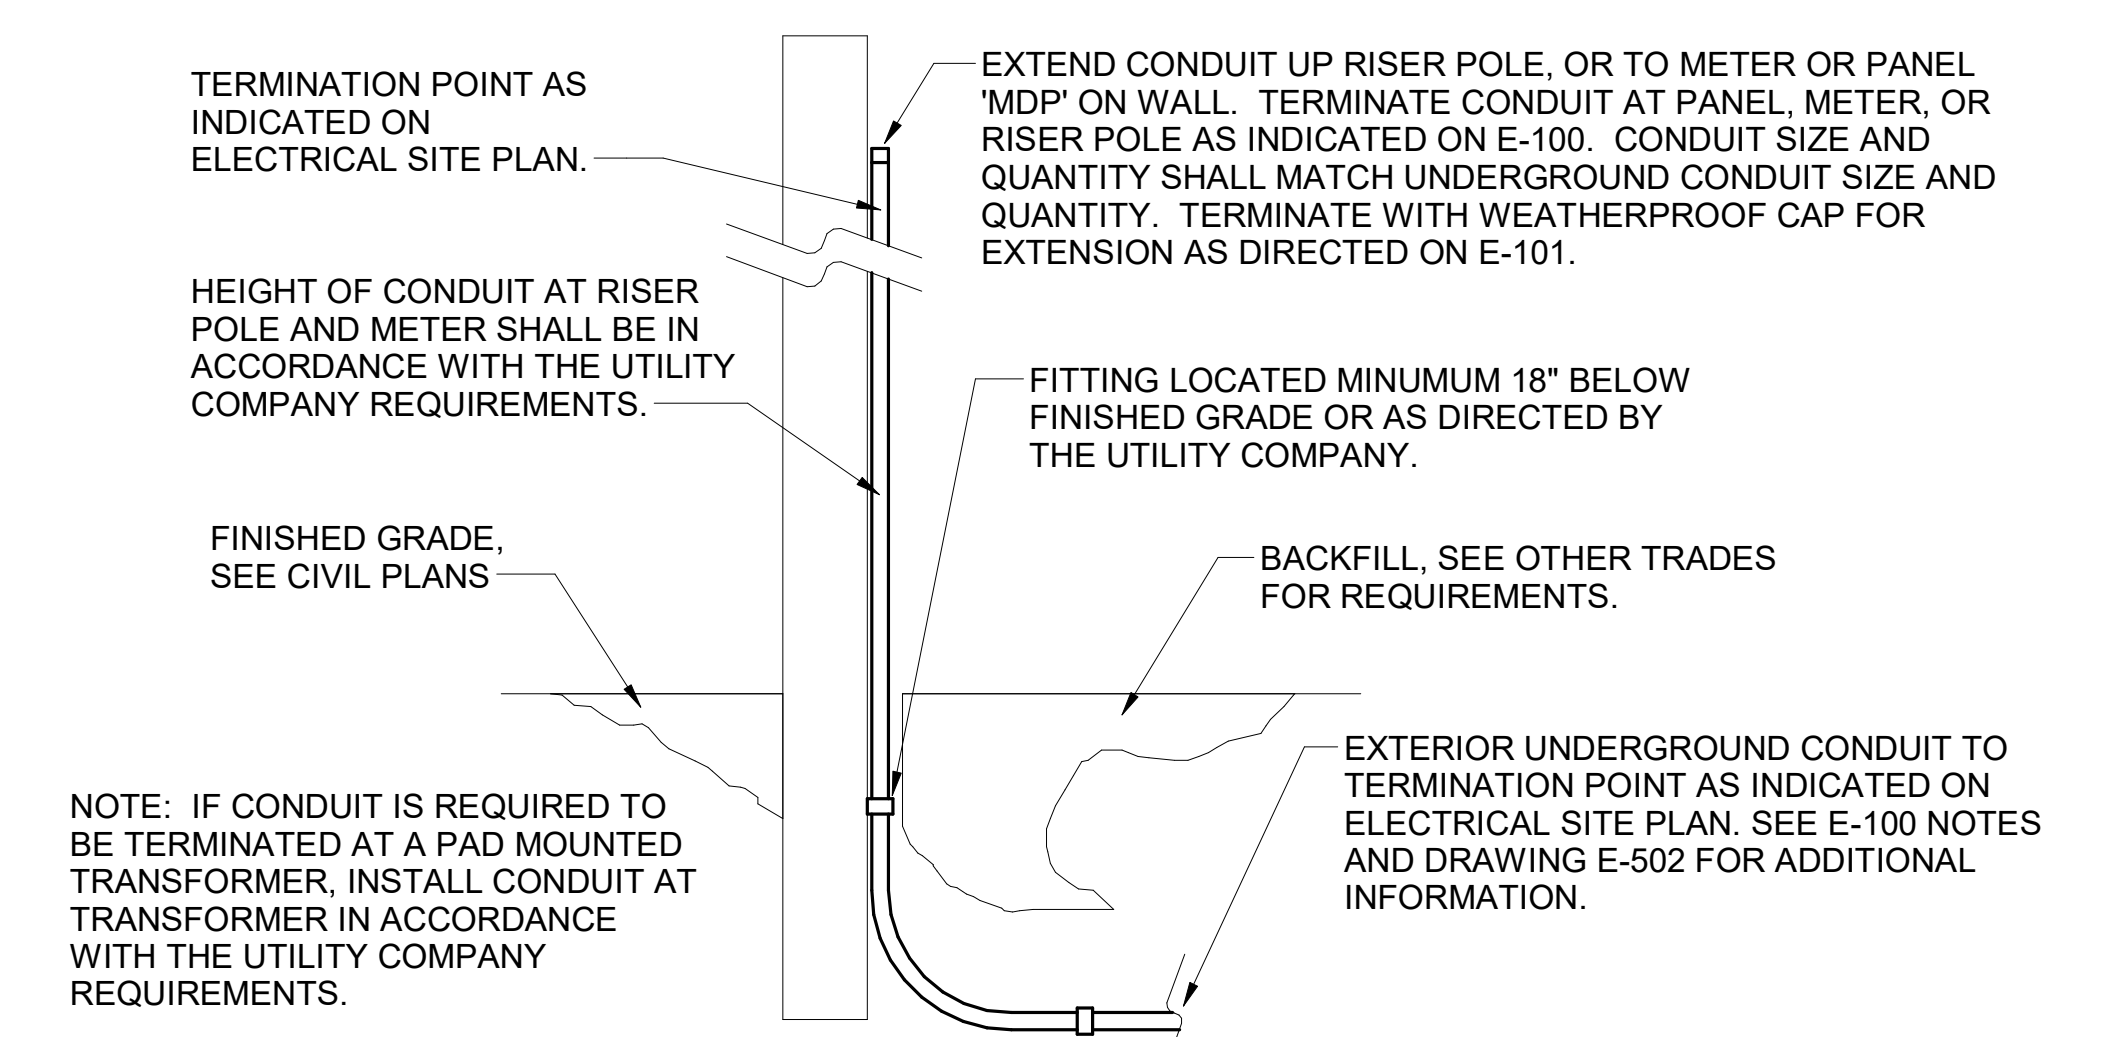 TERMINATION POINT AS
INDICATED ON
ELECTRICAL SITE PLAN.
EXTEND CONDUIT UP RISER POLE, OR TO METER OR PANEL
'MDP' ON WALL.  TERMINATE CONDUIT AT PANEL, METER, OR
RISER POLE AS INDICATED ON E-100.  CONDUIT SIZE AND
QUANTITY SHALL MATCH UNDERGROUND CONDUIT SIZE AND
QUANTITY.  TERMINATE WITH WEATHERPROOF CAP FOR
EXTENSION AS DIRECTED ON E-101.
HEIGHT OF CONDUIT AT RISER
POLE AND METER SHALL BE IN
ACCORDANCE WITH THE UTILITY
COMPANY REQUIREMENTS.
FITTING LOCATED MINUMUM 18" BELOW
FINISHED GRADE OR AS DIRECTED BY
THE UTILITY COMPANY.
FINISHED GRADE,
SEE CIVIL PLANS
BACKFILL, SEE OTHER TRADES
FOR REQUIREMENTS.
EXTERIOR UNDERGROUND CONDUIT TO
TERMINATION POINT AS INDICATED ON
ELECTRICAL SITE PLAN. SEE E-100 NOTES
AND DRAWING E-502 FOR ADDITIONAL
INFORMATION.
NOTE:  IF CONDUIT IS REQUIRED TO
BE TERMINATED AT A PAD MOUNTED
TRANSFORMER, INSTALL CONDUIT AT
TRANSFORMER IN ACCORDANCE
WITH THE UTILITY COMPANY
REQUIREMENTS.